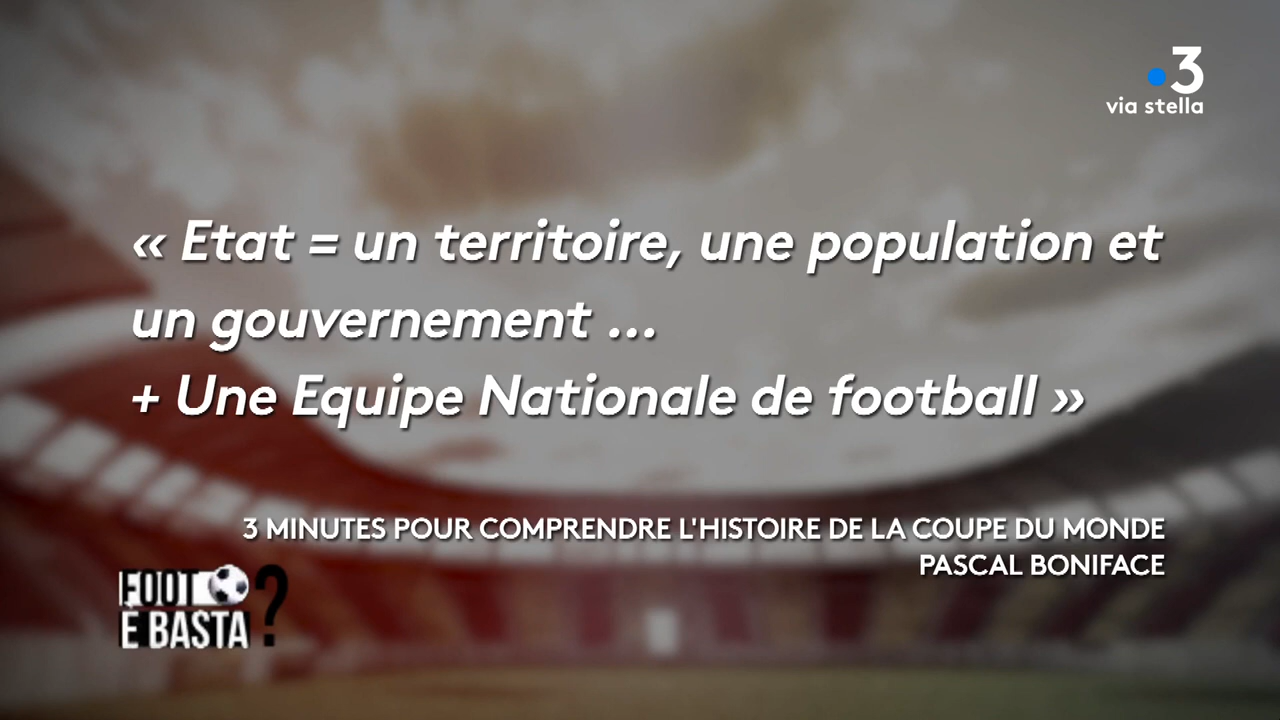 3
via stella
« Etat = un territoire, une population et
un gouvernement ...
+ Une Equipe Nationale de football »
3 MINUTES POUR COMPRENDRE L'HISTOIRE DE LA COUPE DU MONDE
PASCAL BONIFACE
FOOT
È BASTA ?